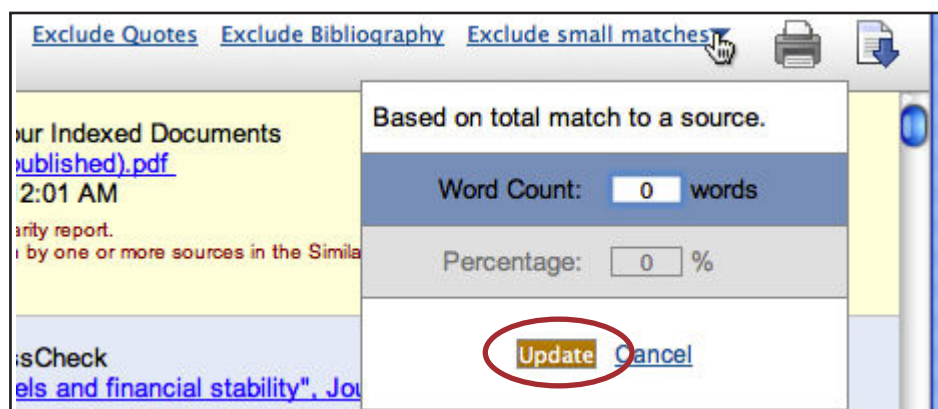 Exclude Quotes Exclude Bibliography Exclude small matches
Based on total match to a source.
Word Count: 0 words
Percentage: 0 %
Update Cancel
ur Indexed Documents
ublished).pdf
2:01 AM
arity report.
by one or more sources in the Simila
ssCheck
els and financial stability", Jou